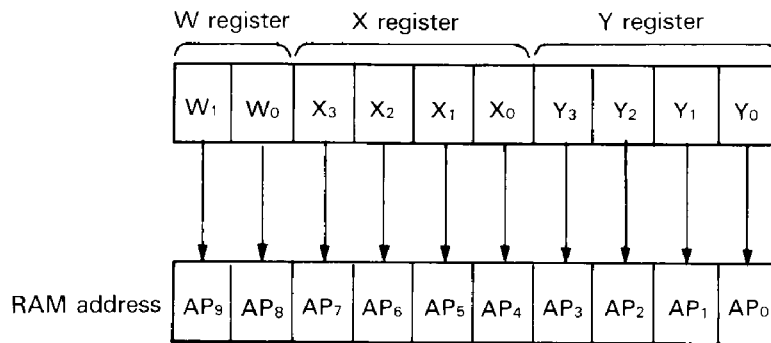 W register X register Y register
W₁ W₀ X₃ X₂ X₁ X₀ Y₃ Y₂ Y₁ Y₀
RAM address AP₉ AP₈ AP₇ AP₆ AP₅ AP₄ AP₃ AP₂ AP₁ AP₀